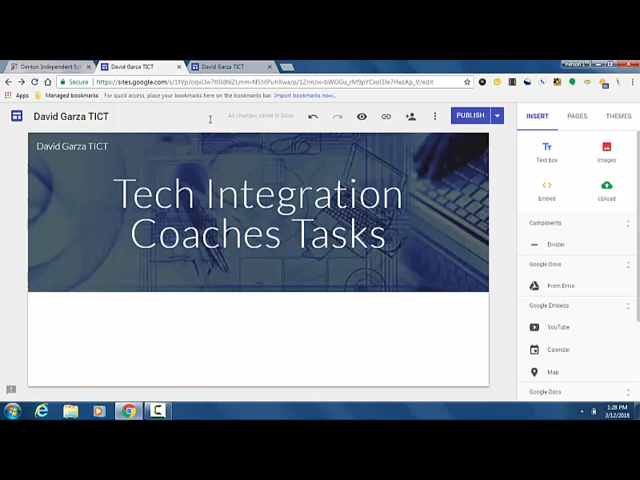 Denton Independent Sch
David Garza TICT
David Garza TICT
Secure
Apps
Managed bookmarks
For quick access, place your bookmarks here on the bookmarks bar.
Import bookmarks now...
David Garza TICT
All changes saved in Drive
PUBLISH
INSERT
PAGES
THEMES
David Garza TICT
Tech Integration
Coaches Tasks
Text box
Images
Embed
Upload
Components
Divider
Google Drive
From Drive
Google Embeds
YouTube
Calendar
Map
Google Docs
1:28 PM
3/12/2018